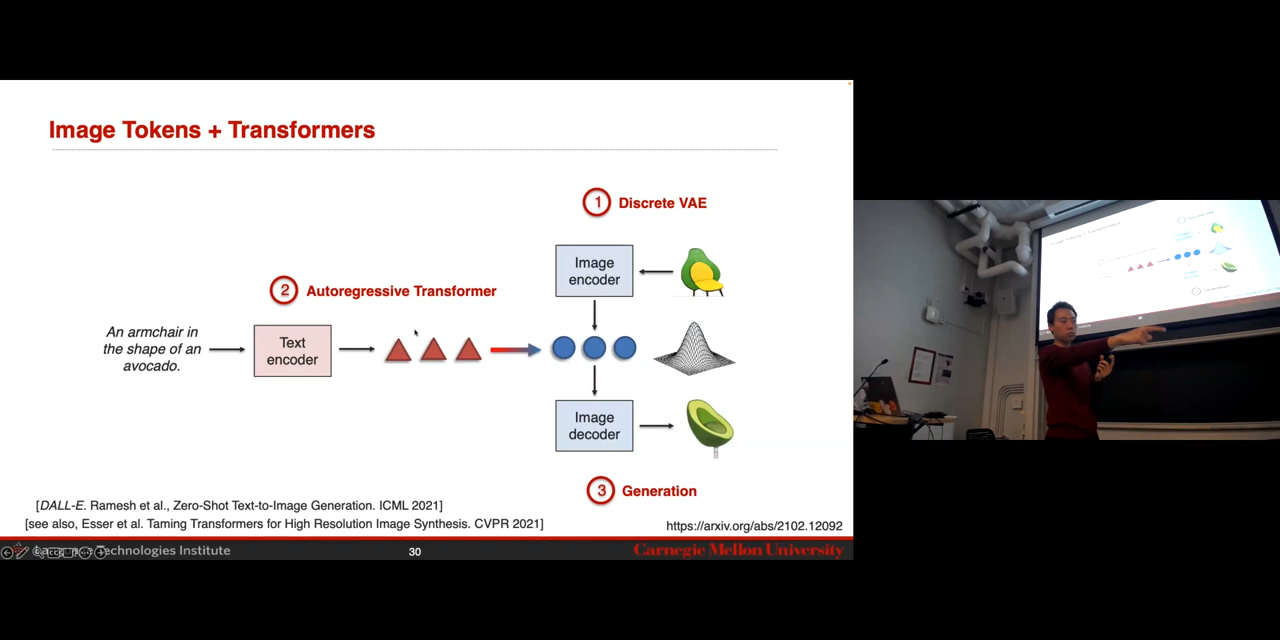 Image Tokens + Transformers
1
Discrete VAE
Image
encoder
2
Autoregressive Transformer
An armchair in
the shape of an
avocado.
Text
encoder
Image
decoder
3
Generation
[DALL-E. Ramesh et al., Zero-Shot Text-to-Image Generation. ICML 2021]
[see also, Esser et al. Taming Transformers for High Resolution Image Synthesis. CVPR 2021]
https://arxiv.org/abs/2102.12092
Technologies Institute
30
Carnegie Mellon University
Image Tokens + Transformers